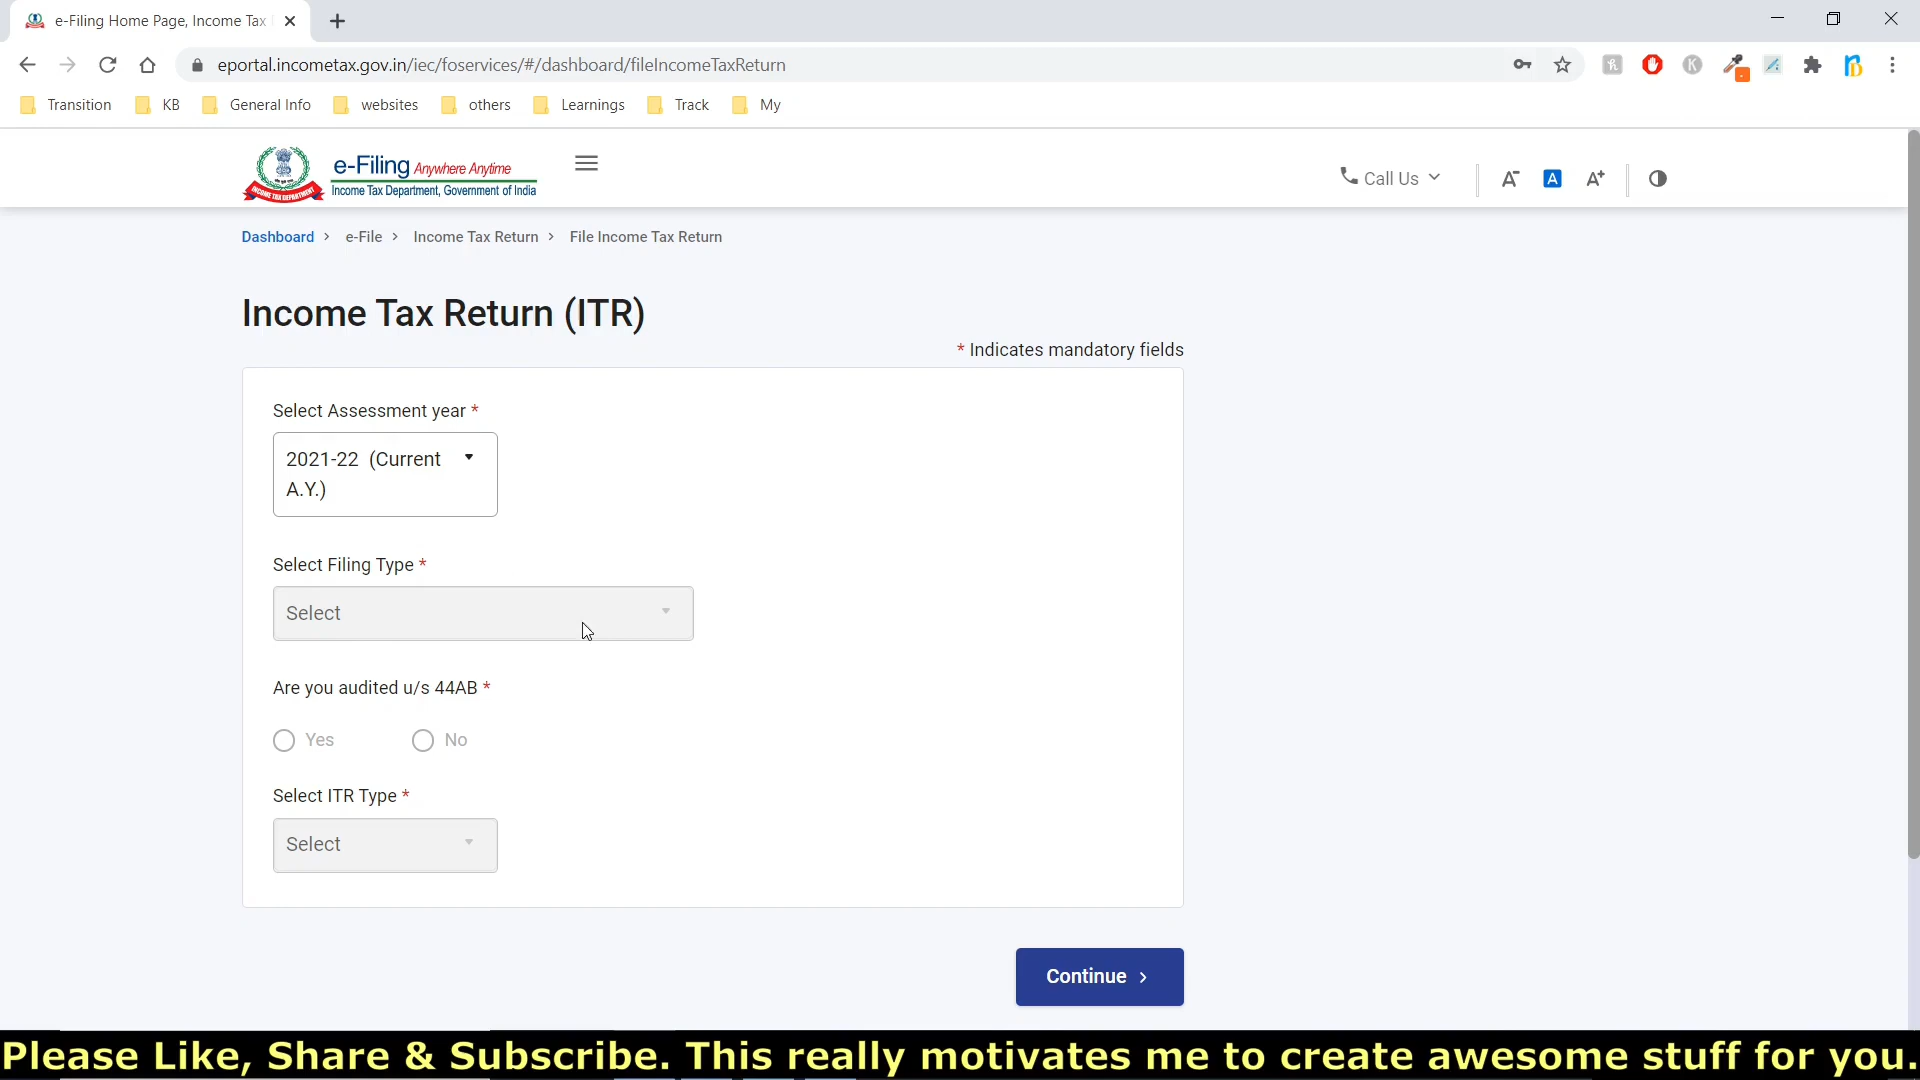 e-Filing Home Page, Income Tax
eportal.incometax.gov.in/iec/foservices/#/dashboard/fileIncomeTaxReturn
Transition KB General Info websites others Learnings Track My
e-Filing Anywhere Anytime
Income Tax Department, Government of India
INCOME TAX DEPARTMENT
Call Us A- A A+
Dashboard > e-File > Income Tax Return > File Income Tax Return
Income Tax Return (ITR)
* Indicates mandatory fields
Select Assessment year *
2021-22 (Current
A.Y.)
Select Filing Type *
Select
Are you audited u/s 44AB *
Yes No
Select ITR Type *
Select
Continue >
Please Like, Share & Subscribe. This really motivates me to create awesome stuff for you.